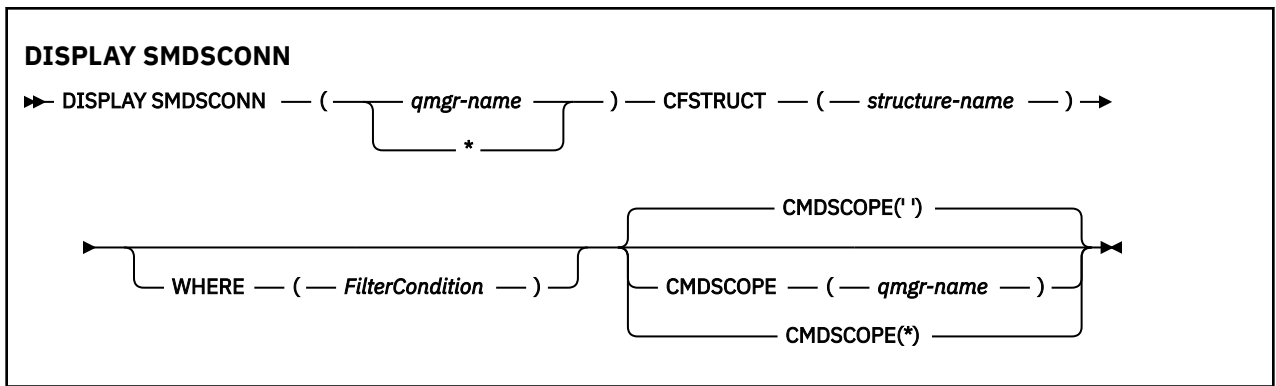 DISPLAY SMDSCONN
DISPLAY SMDSCONN ( qmgr-name ) CFSTRUCT ( structure-name )
*
CMDSCOPE(' ')
WHERE ( FilterCondition ) CMDSCOPE ( qmgr-name )
CMDSCOPE(*)